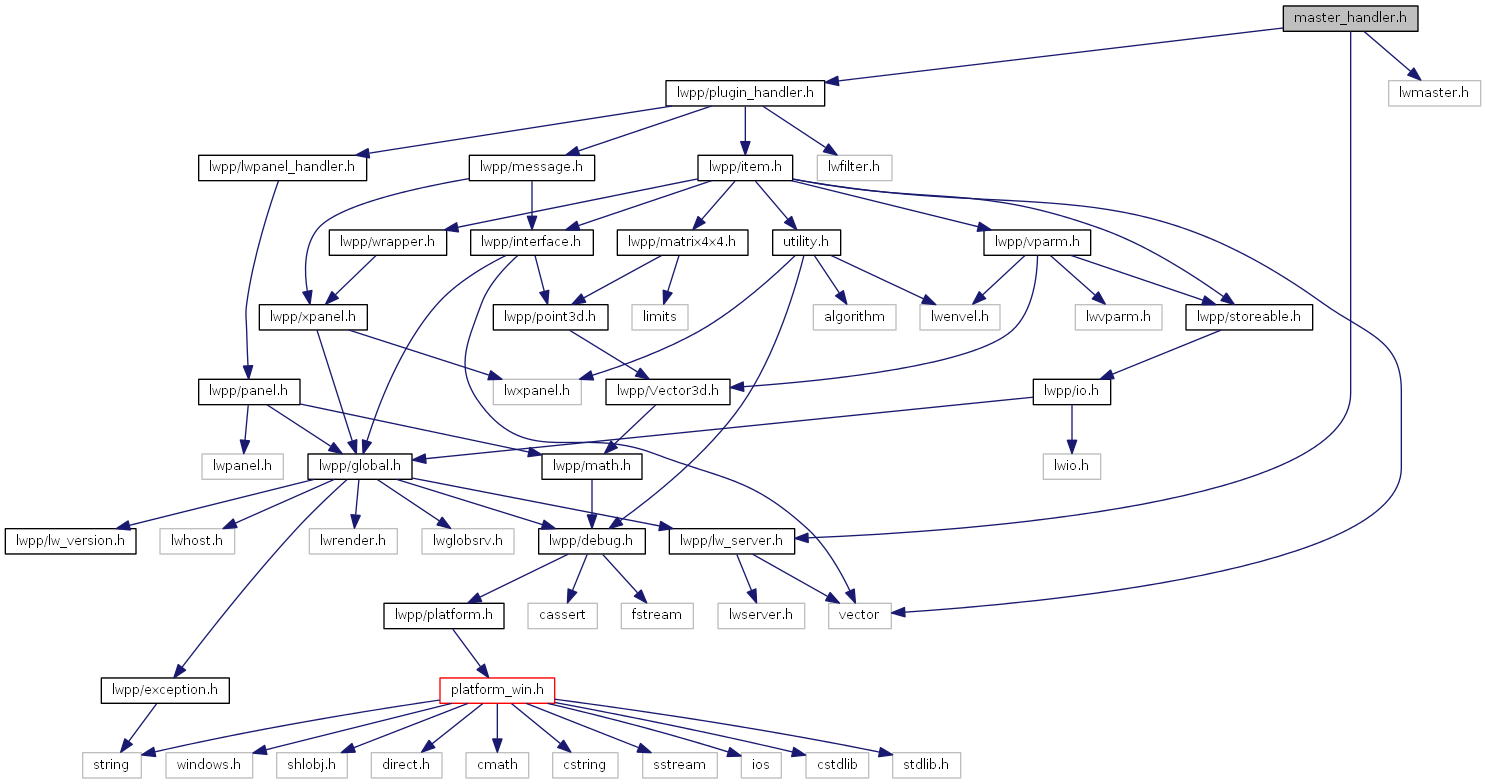 master_handler.h
lwpp/plugin_handler.h
lwmaster.h
lwpp/lwpanel_handler.h
lwpp/message.h
lwpp/item.h
lwfilter.h
lwpp/wrapper.h
lwpp/interface.h
lwpp/matrix4x4.h
utility.h
lwpp/vparm.h
lwpp/xpanel.h
lwpp/point3d.h
limits
algorithm
lwenvel.h
lwvparm.h
lwpp/storeable.h
lwpp/panel.h
lwxpanel.h
lwpp/Vector3d.h
lwpp/io.h
lwpanel.h
lwpp/global.h
lwpp/math.h
lwio.h
lwpp/lw_version.h
lwhost.h
lwrender.h
lwglobsrv.h
lwpp/debug.h
lwpp/lw_server.h
lwpp/platform.h
cassert
fstream
lwserver.h
vector
lwpp/exception.h
platform_win.h
string
windows.h
shlobj.h
direct.h
cmath
cstring
sstream
ios
cstdlib
stdlib.h